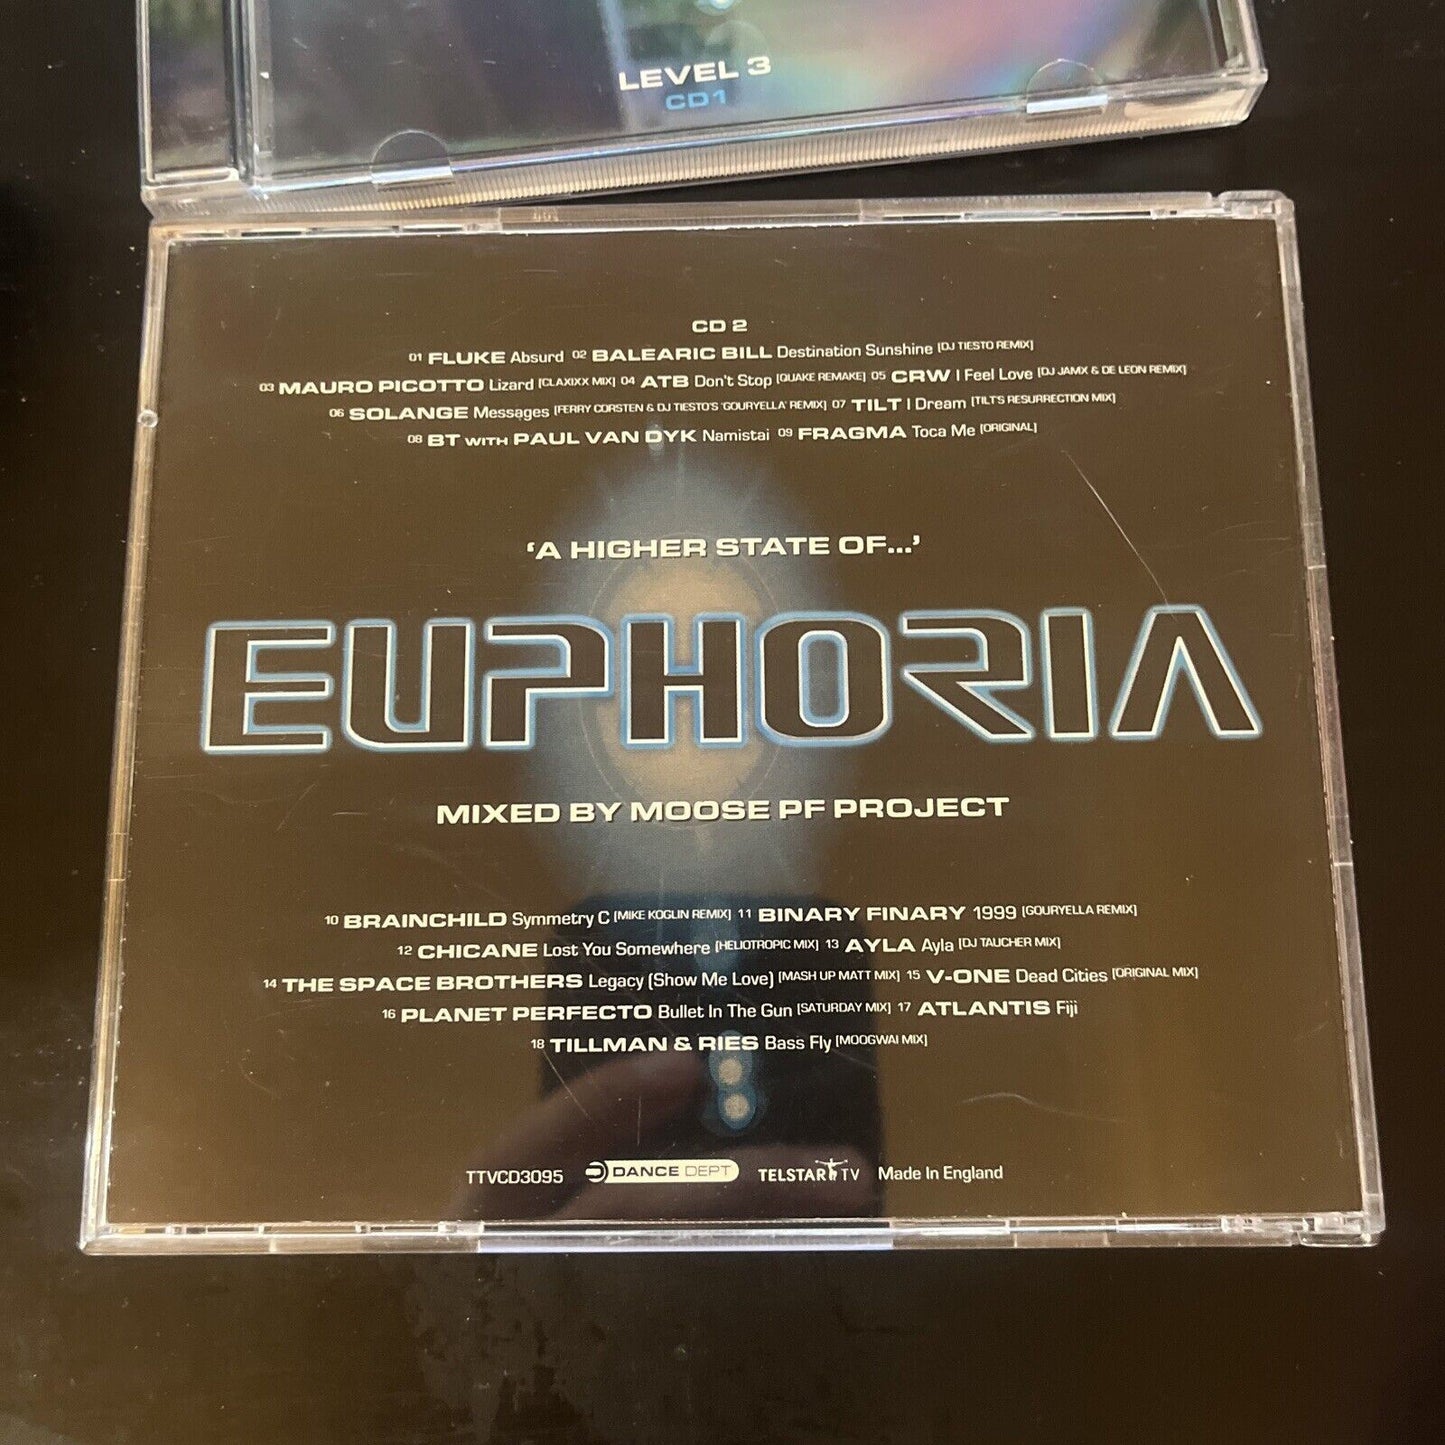 LEVEL 3
CD1
CD 2
01 FLUKE Absurd 02 BALEARIC BILL Destination Sunshine [DJ TIESTO REMIX]
03 MAURO PICOTTO Lizard [CLAXIXX MIX] 04 ATB Don't Stop [QUAKE REMAKE] 05 CRW I Feel Love [DJ JAMX & DE LEON REMIX]
06 SOLANGE Messages [FERRY CORSTEN & DJ TIESTO'S 'GOURYELLA' REMIX] 07 TILT I Dream [TILT'S RESURRECTION MIX]
08 BT WITH PAUL VAN DYK Namistai 09 FRAGMA Toca Me [ORIGINAL]
'A HIGHER STATE OF...'
EUPHORIA
MIXED BY MOOSE PF PROJECT
10 BRAINCHILD Symmetry C [MIKE KOGLIN REMIX] 11 BINARY FINARY 1999 [GOURYELLA REMIX]
12 CHICANE Lost You Somewhere [HELIOTROPIC MIX] 13 AYLA Ayla [DJ TAUCHER MIX]
14 THE SPACE BROTHERS Legacy (Show Me Love) [MASH UP MATT MIX] 15 V-ONE Dead Cities [ORIGINAL MIX]
16 PLANET PERFECTO Bullet In The Gun [SATURDAY MIX] 17 ATLANTIS Fiji
18 TILLMAN & RIES Bass Fly [MOOGWAI MIX]
TTVCD3095 DANCE DEPT TELSTAR TV Made In England